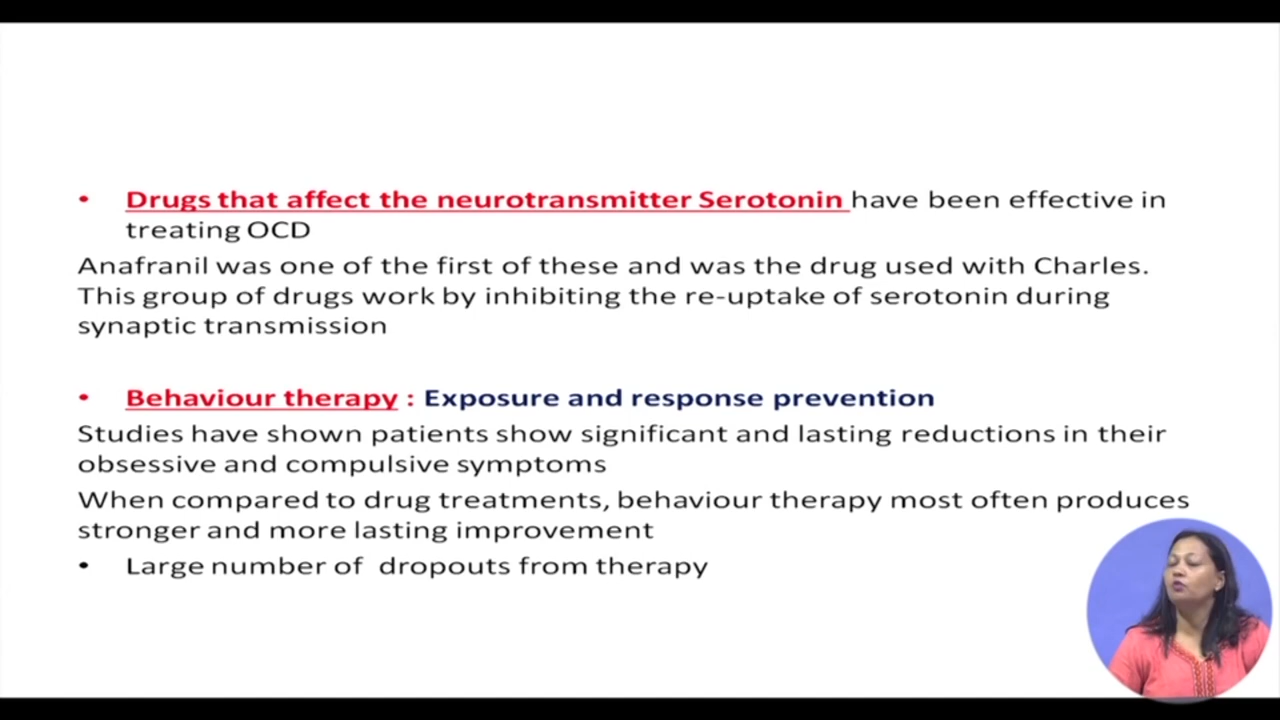 • Drugs that affect the neurotransmitter Serotonin have been effective in
treating OCD
Anafranil was one of the first of these and was the drug used with Charles.
This group of drugs work by inhibiting the re-uptake of serotonin during
synaptic transmission
• Behaviour therapy : Exposure and response prevention
Studies have shown patients show significant and lasting reductions in their
obsessive and compulsive symptoms
When compared to drug treatments, behaviour therapy most often produces
stronger and more lasting improvement
• Large number of dropouts from therapy